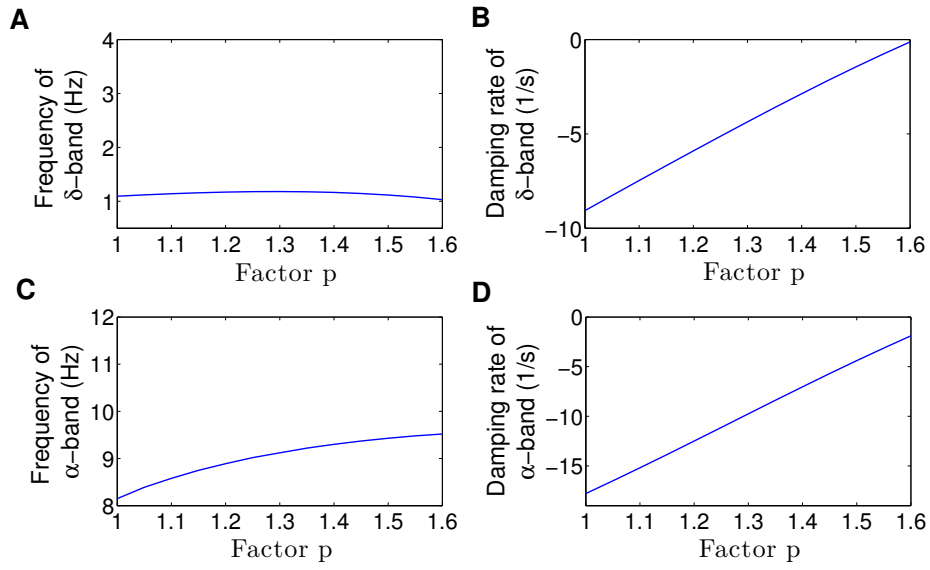 A
Frequency of
δ−band (Hz)
4
3
2
1
1 1.1 1.2 1.3 1.4 1.5 1.6
Factor p
B
Damping rate of
δ−band (1/s)
0
−5
−10
1 1.1 1.2 1.3 1.4 1.5 1.6
Factor p
C
Frequency of
α−band (Hz)
12
11
10
9
8
1 1.1 1.2 1.3 1.4 1.5 1.6
Factor p
D
Damping rate of
α−band (1/s)
0
−5
−10
−15
1 1.1 1.2 1.3 1.4 1.5 1.6
Factor p